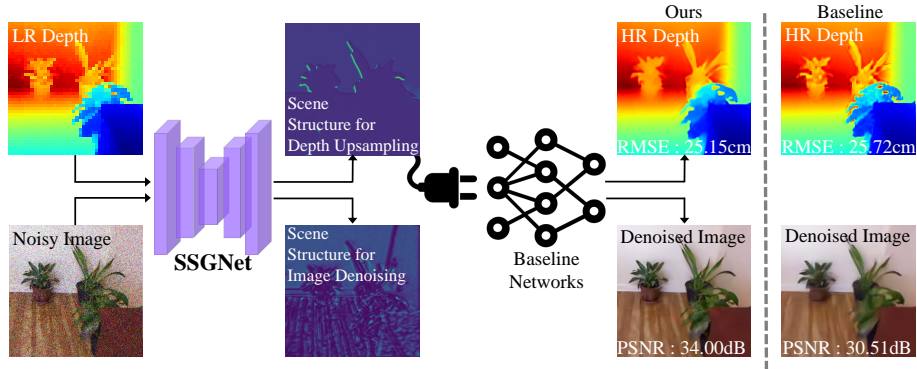 LR Depth
Scene
Structure for
Depth Upsampling
Ours
HR Depth
RMSE : 25.15cm
Baseline
HR Depth
RMSE : 25.72cm
Noisy Image
SSGNet
Scene
Structure for
Image Denoising
Baseline
Networks
Denoised Image
PSNR : 34.00dB
Denoised Image
PSNR : 30.51dB